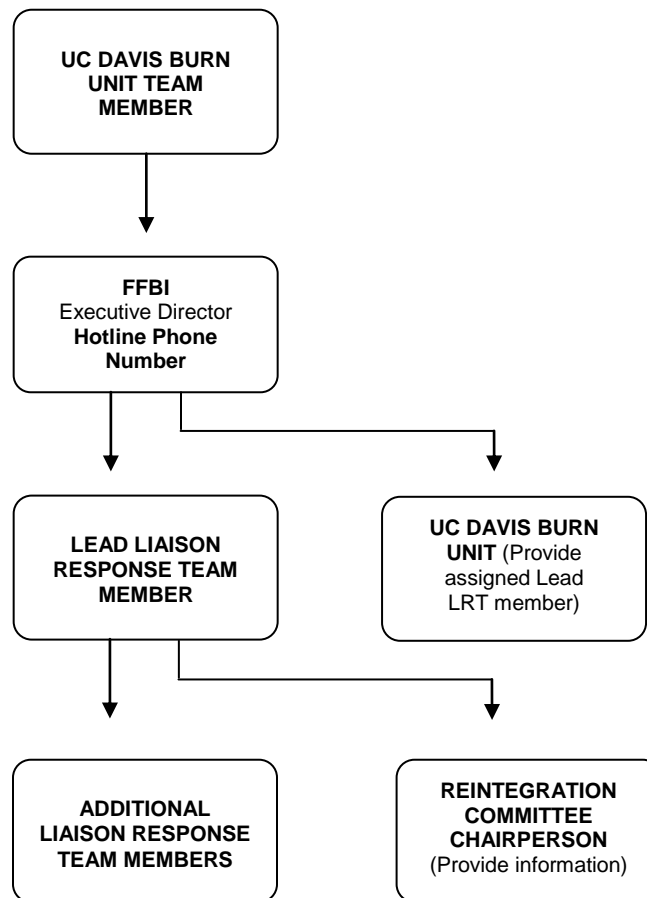 UC DAVIS BURN
UNIT TEAM
MEMBER
FFBI
Executive Director
Hotline Phone
Number
LEAD LIAISON
RESPONSE TEAM
MEMBER
UC DAVIS BURN
UNIT (Provide
assigned Lead
LRT member)
ADDITIONAL
LIAISON RESPONSE
TEAM MEMBERS
REINTEGRATION
COMMITTEE
CHAIRPERSON
(Provide information)